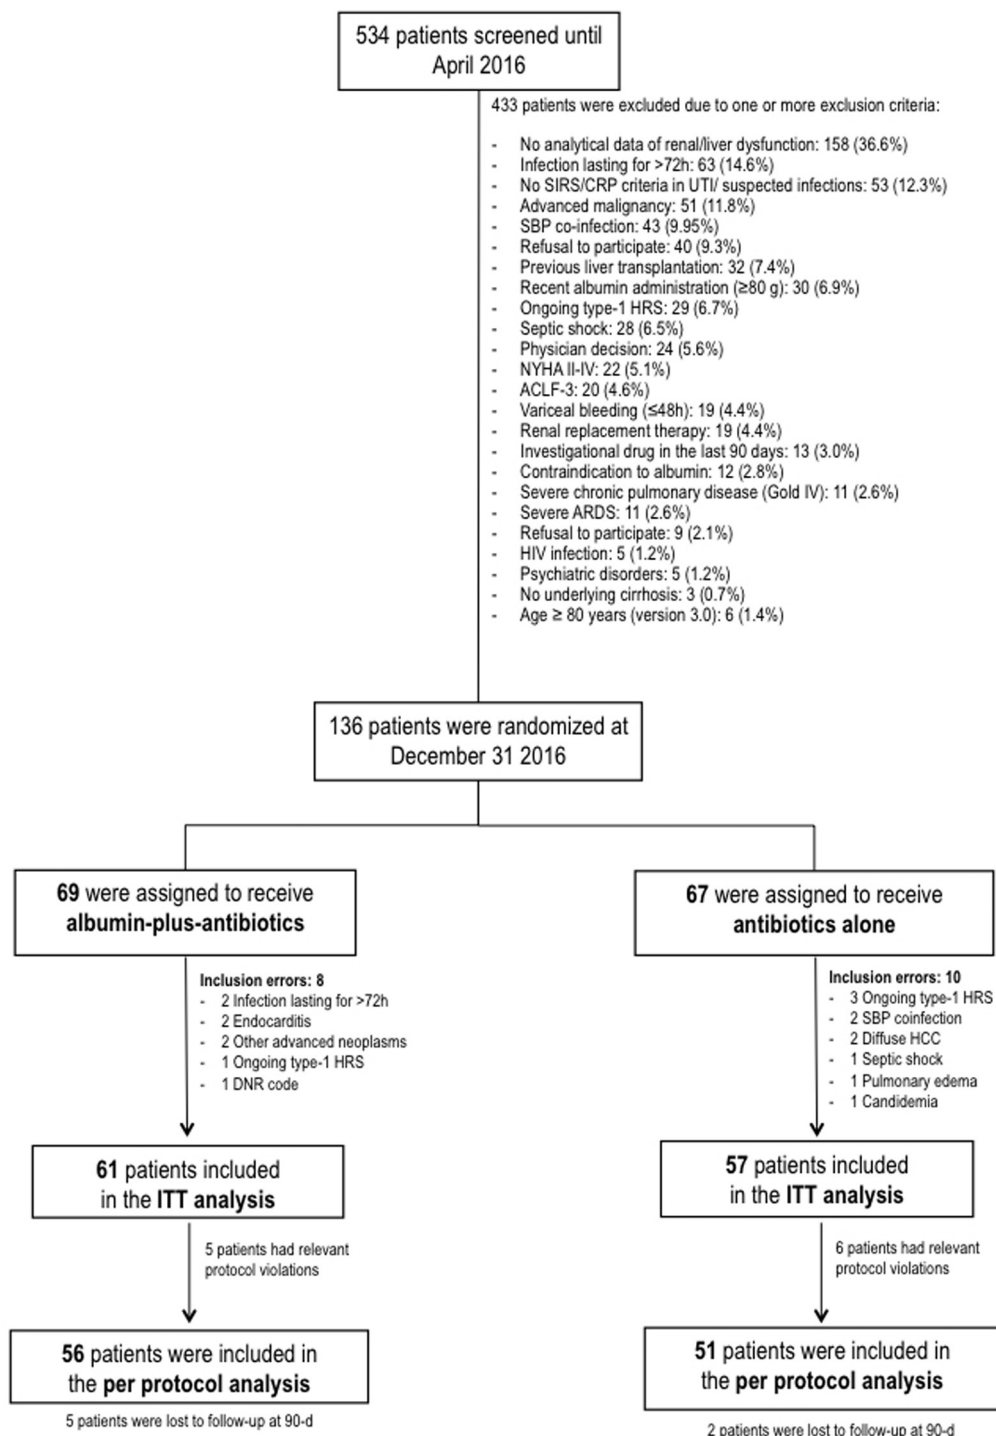 534 patients screened until
April 2016
433 patients were excluded due to one or more exclusion criteria:
- No analytical data of renal/liver dysfunction: 158 (36.6%)
- Infection lasting for >72h: 63 (14.6%)
- No SIRS/CRP criteria in UTI/ suspected infections: 53 (12.3%)
- Advanced malignancy: 51 (11.8%)
- SBP co-infection: 43 (9.95%)
- Refusal to participate: 40 (9.3%)
- Previous liver transplantation: 32 (7.4%)
- Recent albumin administration (≥80 g): 30 (6.9%)
- Ongoing type-1 HRS: 29 (6.7%)
- Septic shock: 28 (6.5%)
- Physician decision: 24 (5.6%)
- NYHA II-IV: 22 (5.1%)
- ACLF-3: 20 (4.6%)
- Variceal bleeding (≤48h): 19 (4.4%)
- Renal replacement therapy: 19 (4.4%)
- Investigational drug in the last 90 days: 13 (3.0%)
- Contraindication to albumin: 12 (2.8%)
- Severe chronic pulmonary disease (Gold IV): 11 (2.6%)
- Severe ARDS: 11 (2.6%)
- Refusal to participate: 9 (2.1%)
- HIV infection: 5 (1.2%)
- Psychiatric disorders: 5 (1.2%)
- No underlying cirrhosis: 3 (0.7%)
- Age ≥ 80 years (version 3.0): 6 (1.4%)
136 patients were randomized at
December 31 2016
69 were assigned to receive
albumin-plus-antibiotics
Inclusion errors: 8
- 2 Infection lasting for >72h
- 2 Endocarditis
- 2 Other advanced neoplasms
- 1 Ongoing type-1 HRS
- 1 DNR code
61 patients included
in the ITT analysis
5 patients had relevant
protocol violations
56 patients were included in
the per protocol analysis
5 patients were lost to follow-up at 90-d
67 were assigned to receive
antibiotics alone
Inclusion errors: 10
- 3 Ongoing type-1 HRS
- 2 SBP coinfection
- 2 Diffuse HCC
- 1 Septic shock
- 1 Pulmonary edema
- 1 Candidemia
57 patients included
in the ITT analysis
6 patients had relevant
protocol violations
51 patients were included in
the per protocol analysis
2 patients were lost to follow-up at 90-d